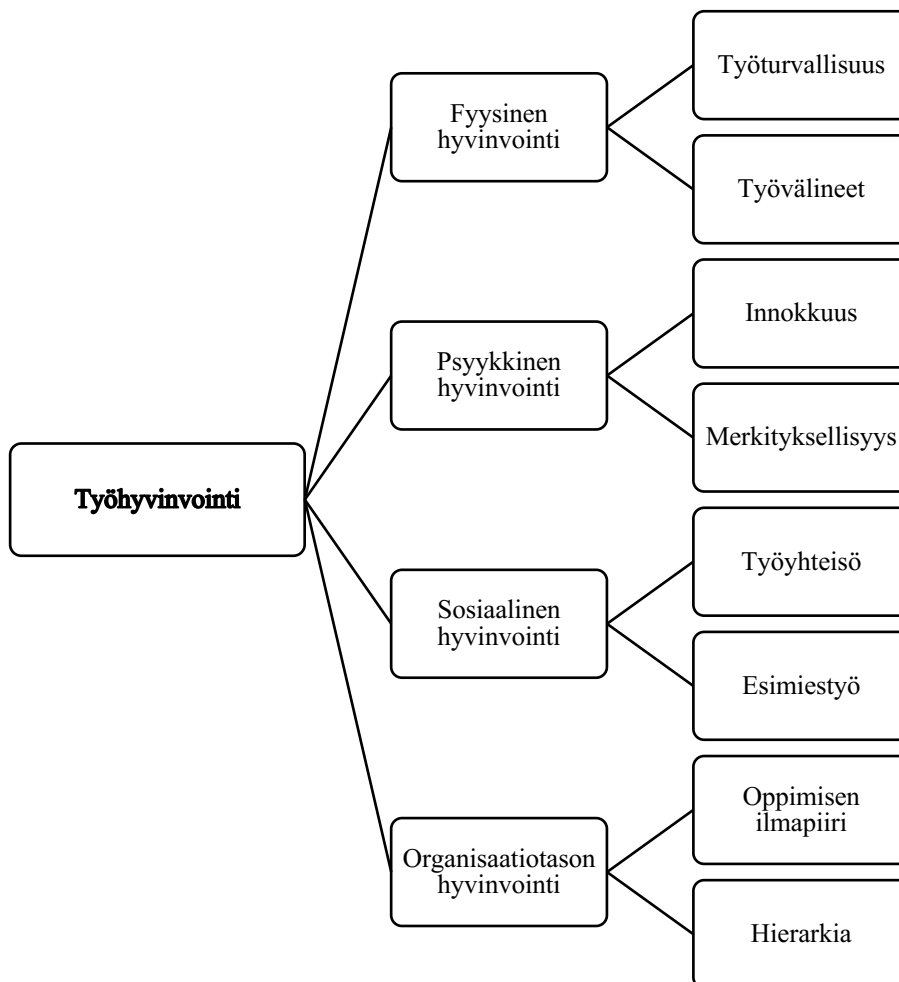 Työhyvinvointi
Fyysinen
hyvinvointi
Työturvallisuus
Työvälineet
Psyykkinen
hyvinvointi
Innokkuus
Merkityksellisyys
Sosiaalinen
hyvinvointi
Työyhteisö
Esimiestyö
Organisaatiotason
hyvinvointi
Oppimisen
ilmapiiri
Hierarkia